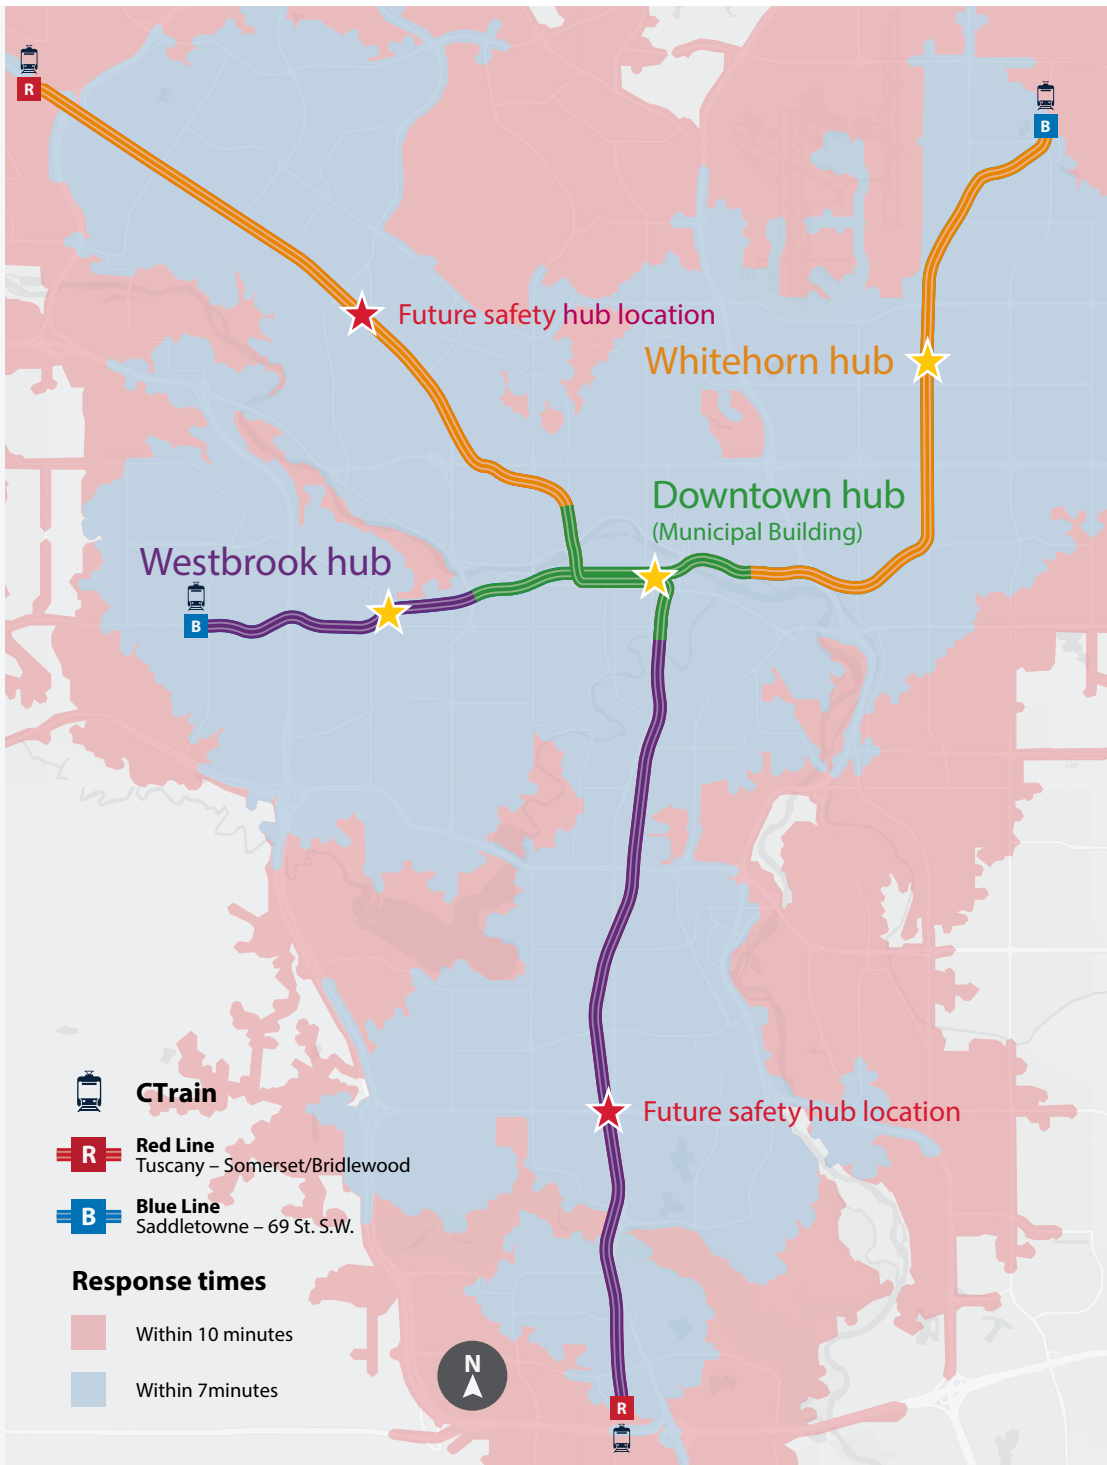 R
B
Future safety hub location
Whitehorn hub
Downtown hub
(Municipal Building)
Westbrook hub
B
Future safety hub location
CTrain
R
Red Line
Tuscany – Somerset/Bridlewood
B
Blue Line
Saddletowne – 69 St. S.W.
Response times
Within 10 minutes
Within 7minutes
N
R